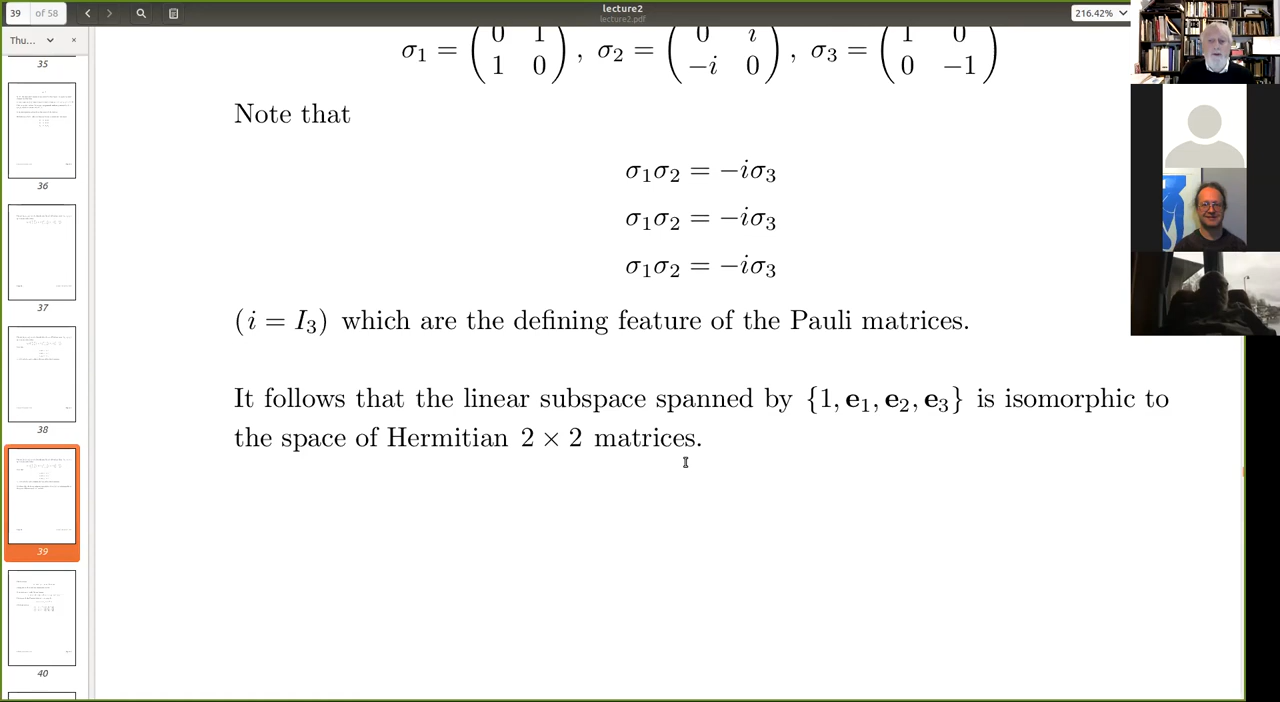 39 of 58
lecture2
lecture2.pdf
216.42%
Thu...
35
36
37
38
39
40
σ₁ = ( 0 1 ; 1 0 ), σ₂ = ( 0 i ; −i 0 ), σ₃ = ( 1 0 ; 0 −1 )
Note that
σ₁σ₂ = −iσ₃
σ₁σ₂ = −iσ₃
σ₁σ₂ = −iσ₃
(i = I₃) which are the defining feature of the Pauli matrices.
It follows that the linear subspace spanned by {1, e₁, e₂, e₃} is isomorphic to
the space of Hermitian 2 × 2 matrices.